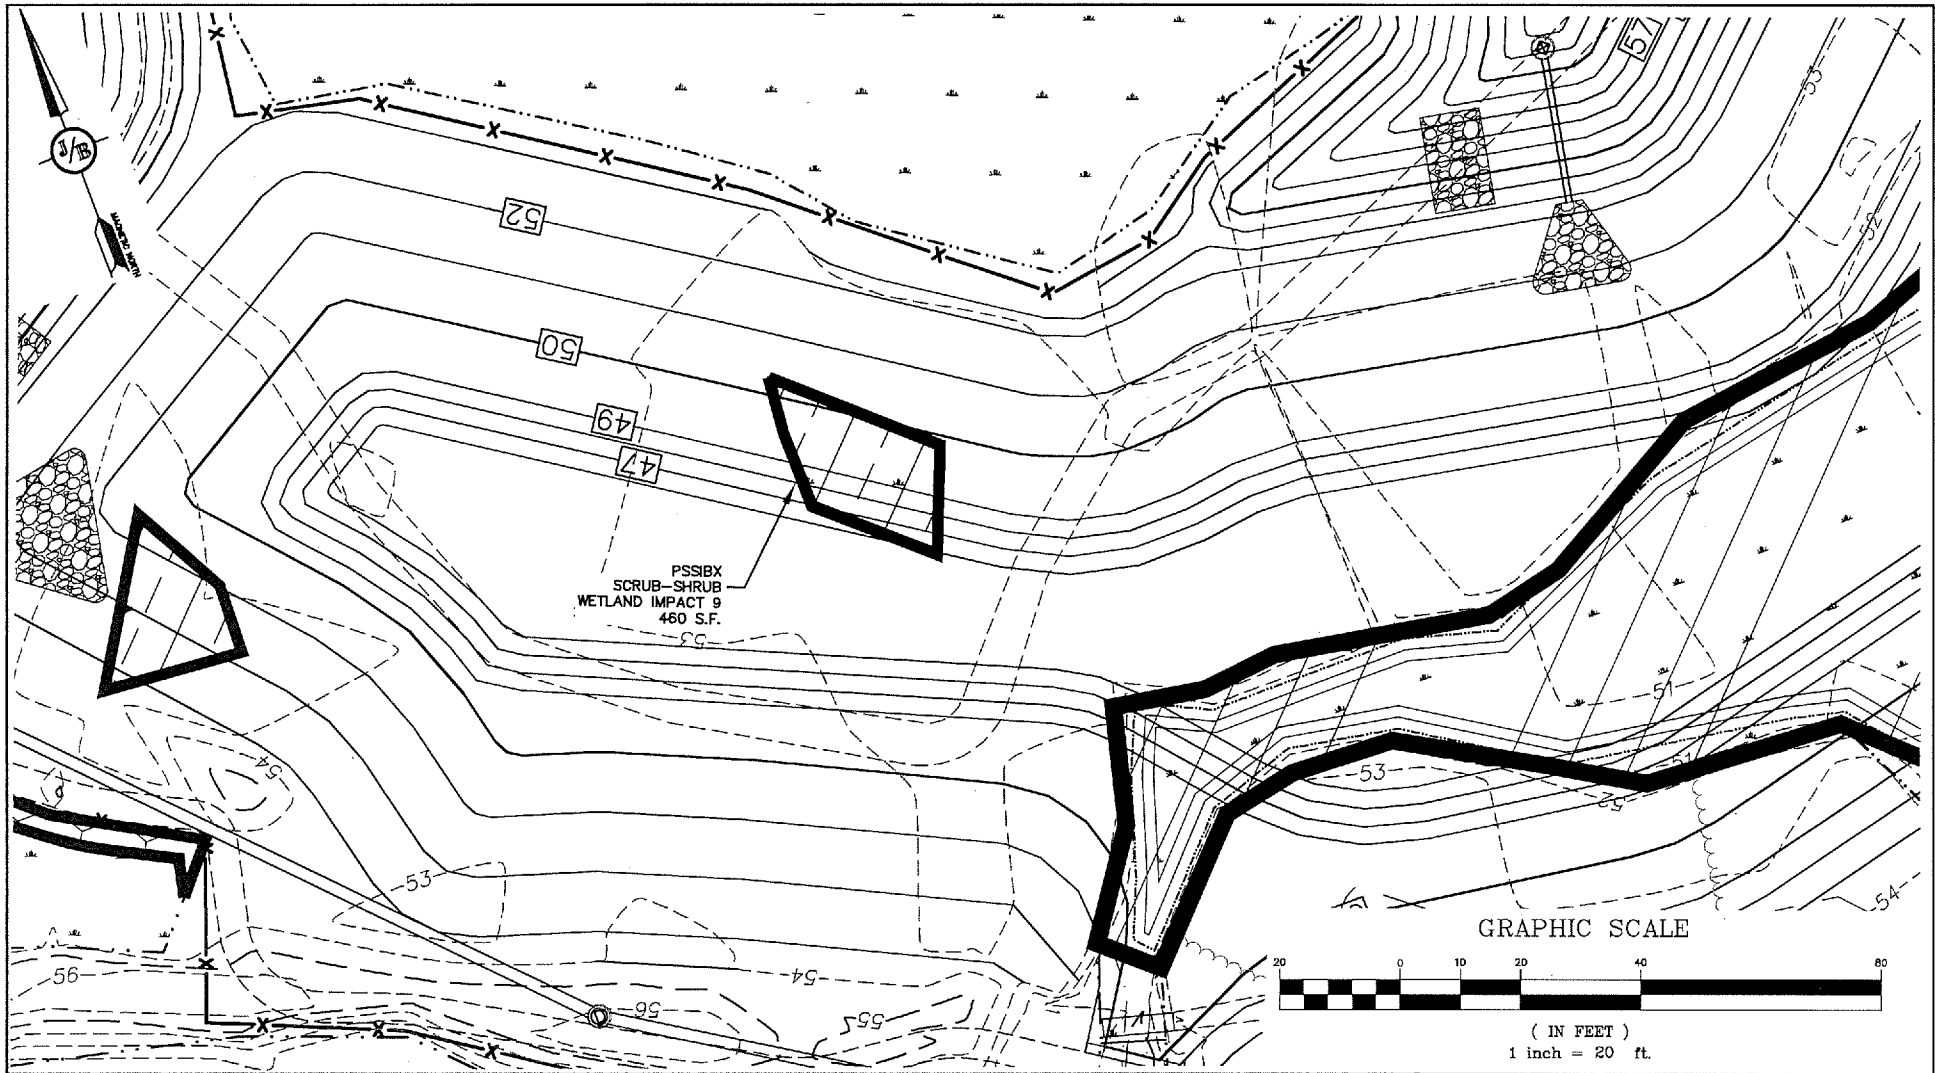 57
53
J/B
MAGNETIC NORTH
52
52
50
49
47
PSSIBX
SCRUB-SHRUB
WETLAND IMPACT 9
460 S.F.
53
51
54
53
51
52
53
54
GRAPHIC SCALE
56
54
20 0 10 20 40 80
56
55
( IN FEET )
1 inch = 20 ft.